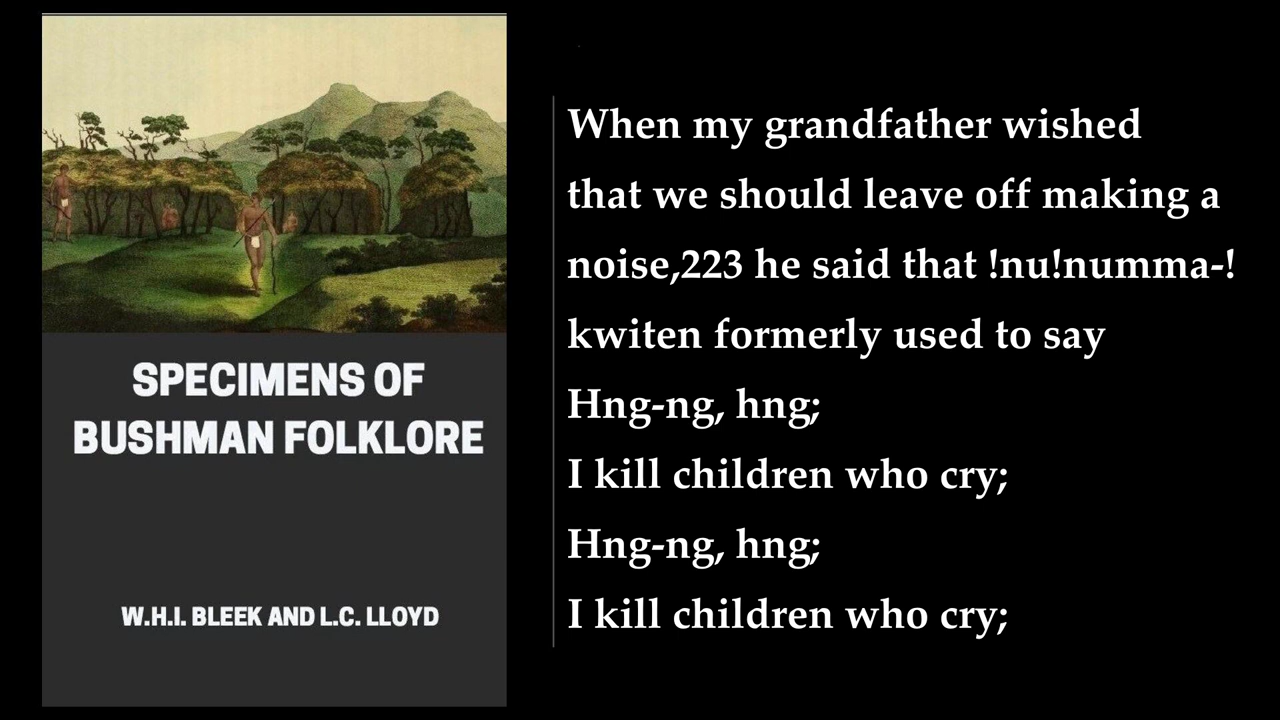 SPECIMENS OF
BUSHMAN FOLKLORE
W.H.I. BLEEK AND L.C. LLOYD
When my grandfather wished
that we should leave off making a
noise,223 he said that !nu!numma-!
kwiten formerly used to say
Hng-ng, hng;
I kill children who cry;
Hng-ng, hng;
I kill children who cry;